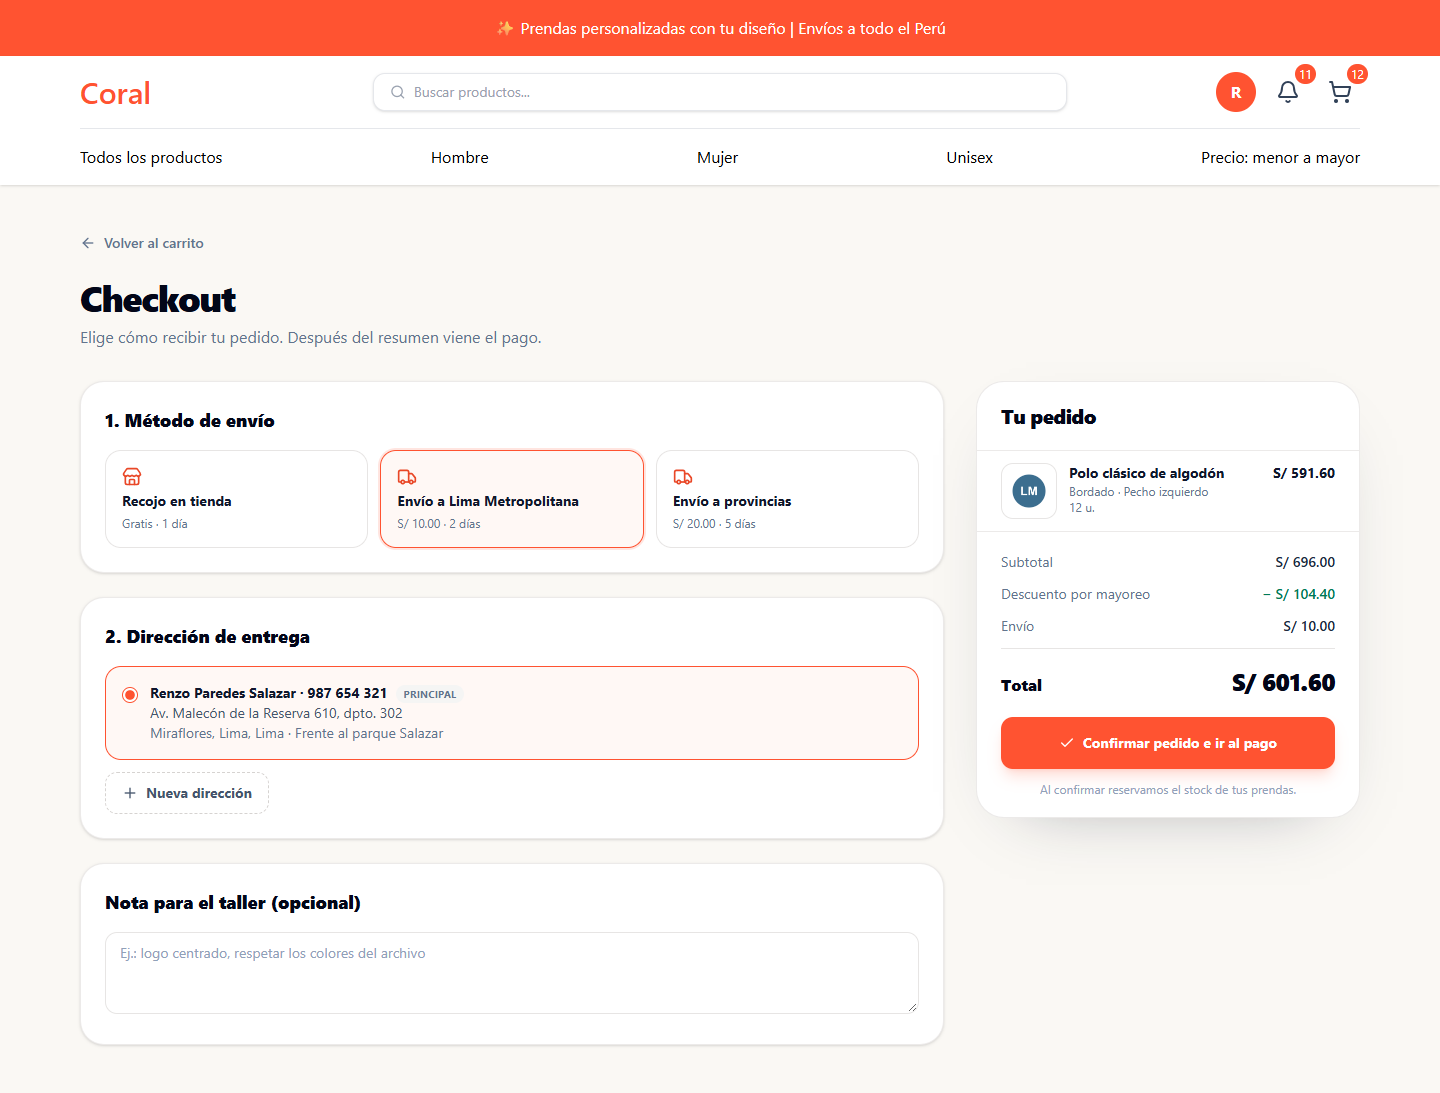 ✨ Prendas personalizadas con tu diseño | Envíos a todo el Perú
Coral
Buscar productos...
R
11
12
Todos los productos
Hombre
Mujer
Unisex
Precio: menor a mayor
Volver al carrito
Checkout
Elige cómo recibir tu pedido. Después del resumen viene el pago.
1. Método de envío
Recojo en tienda
Gratis · 1 día
Envío a Lima Metropolitana
S/ 10.00 · 2 días
Envío a provincias
S/ 20.00 · 5 días
2. Dirección de entrega
Renzo Paredes Salazar · 987 654 321 PRINCIPAL
Av. Malecón de la Reserva 610, dpto. 302
Miraflores, Lima, Lima · Frente al parque Salazar
Nueva dirección
Nota para el taller (opcional)
Ej.: logo centrado, respetar los colores del archivo
Tu pedido
LM
Polo clásico de algodón S/ 591.60
Bordado · Pecho izquierdo
12 u.
Subtotal S/ 696.00
Descuento por mayoreo − S/ 104.40
Envío S/ 10.00
Total S/ 601.60
Confirmar pedido e ir al pago
Al confirmar reservamos el stock de tus prendas.